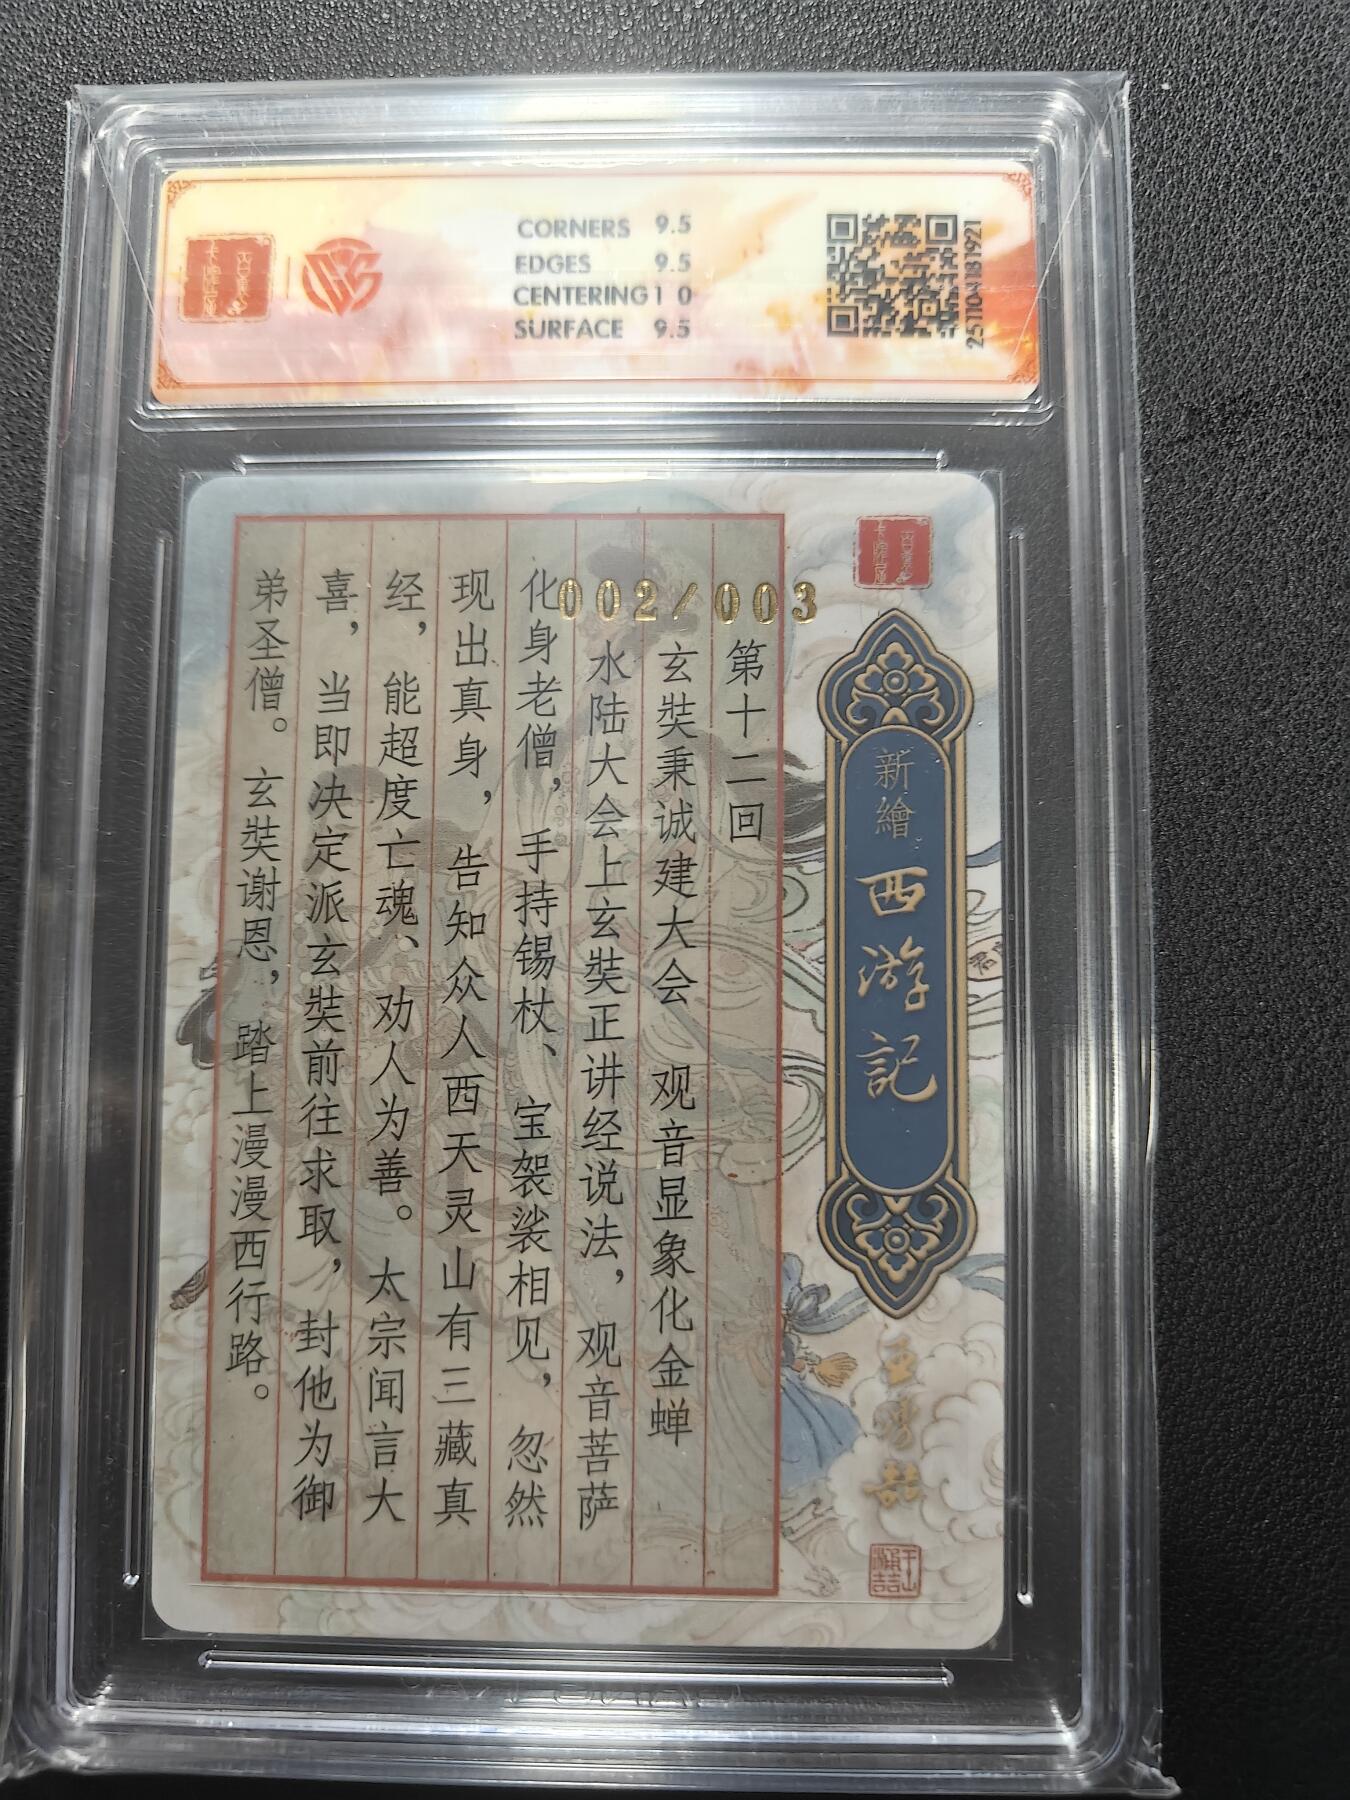 CORNERS 9.5
EDGES 9.5
CENTERING 10
SURFACE 9.5
2511041181921
002/003
新繪
西游記
第十二回
玄奘秉诚建大会 观音显象化金蝉
水陆大会上玄奘正讲经说法，观音菩萨
化身老僧，手持锡杖、宝袈裟相见，忽然
现出真身，告知众人西天灵山有三藏真
经，能超度亡魂、劝人为善。太宗闻言大
喜，当即决定派玄奘前往求取，封他为御
弟圣僧。玄奘谢恩，踏上漫漫西行路。